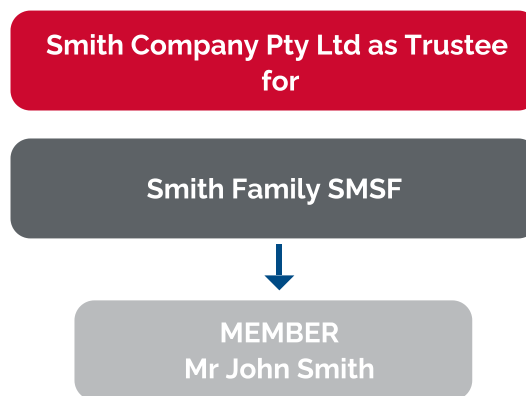 Smith Company Pty Ltd as Trustee
for
Smith Family SMSF
MEMBER
Mr John Smith